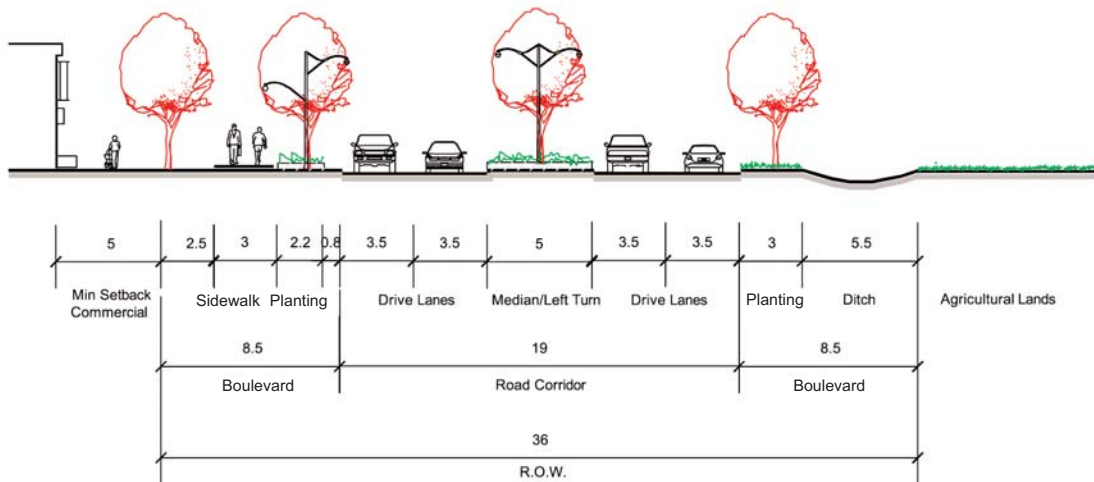 5 2.5 3 2.2 0.8 3.5 3.5 5 3.5 3.5 3 5.5
Min Setback Commercial Sidewalk Planting Drive Lanes Median/Left Turn Drive Lanes Planting Ditch Agricultural Lands
8.5 19 8.5
Boulevard Road Corridor Boulevard
36
R.O.W.